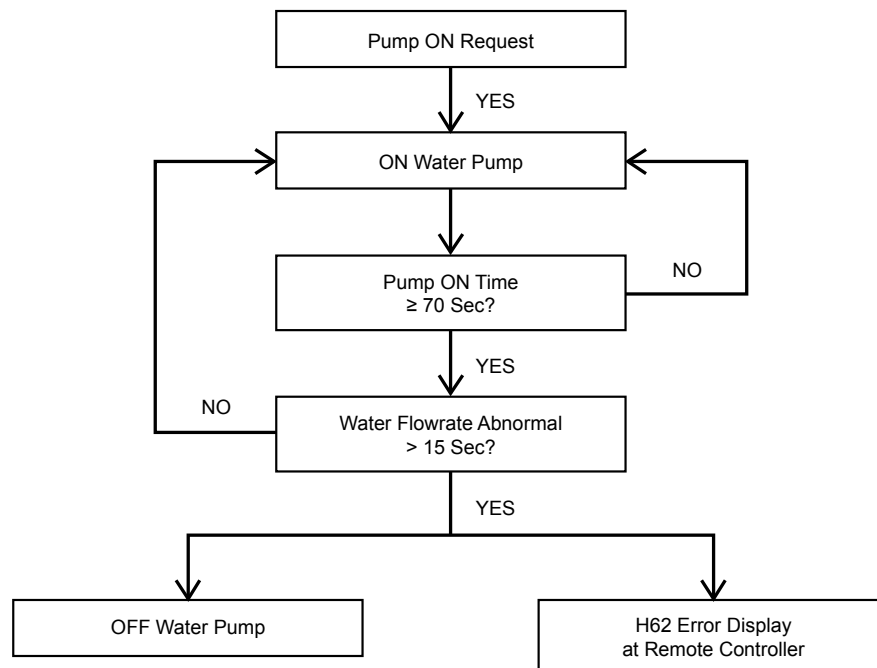 Pump ON Request
YES
ON Water Pump
Pump ON Time
≥ 70 Sec?
NO
YES
NO
Water Flowrate Abnormal
> 15 Sec?
YES
OFF Water Pump
H62 Error Display
at Remote Controller